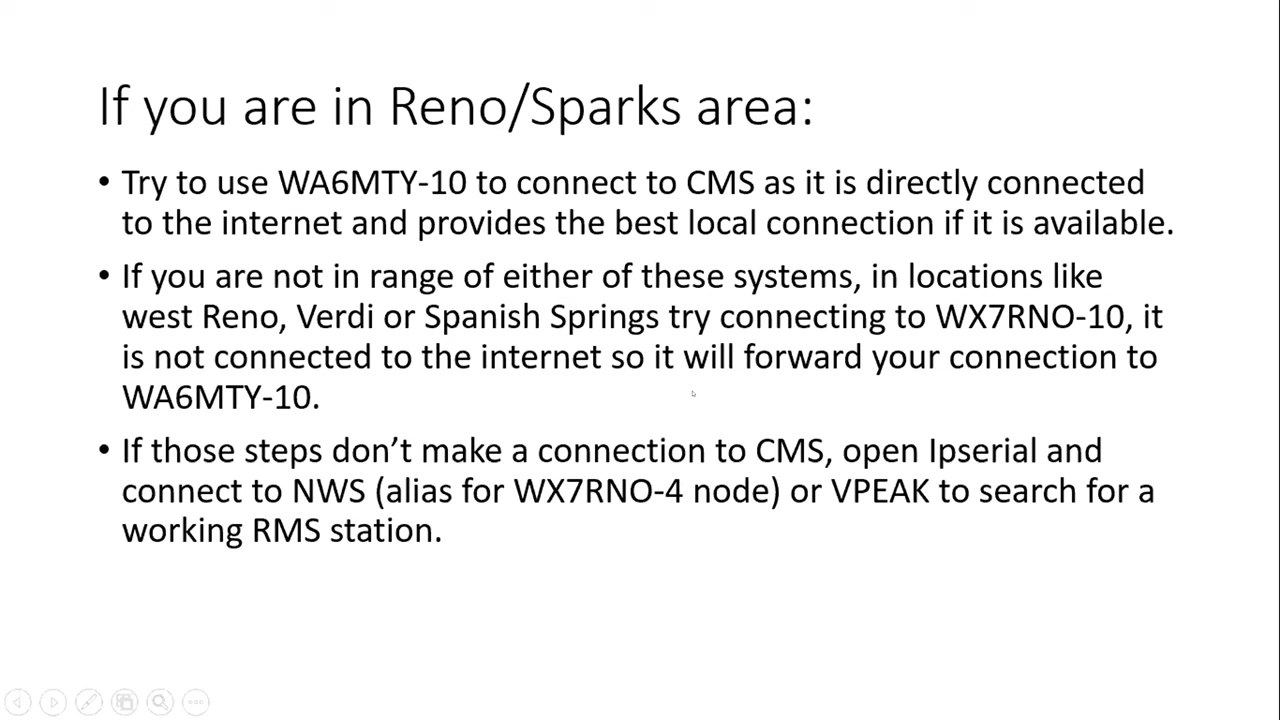 If you are in Reno/Sparks area:
• Try to use WA6MTY-10 to connect to CMS as it is directly connected
to the internet and provides the best local connection if it is available.
• If you are not in range of either of these systems, in locations like
west Reno, Verdi or Spanish Springs try connecting to WX7RNO-10, it
is not connected to the internet so it will forward your connection to
WA6MTY-10.
• If those steps don’t make a connection to CMS, open Ipserial and
connect to NWS (alias for WX7RNO-4 node) or VPEAK to search for a
working RMS station.